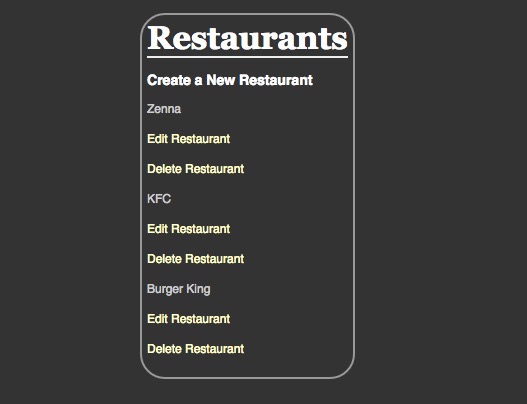 Restaurants
Create a New Restaurant
Zenna
Edit Restaurant
Delete Restaurant
KFC
Edit Restaurant
Delete Restaurant
Burger King
Edit Restaurant
Delete Restaurant